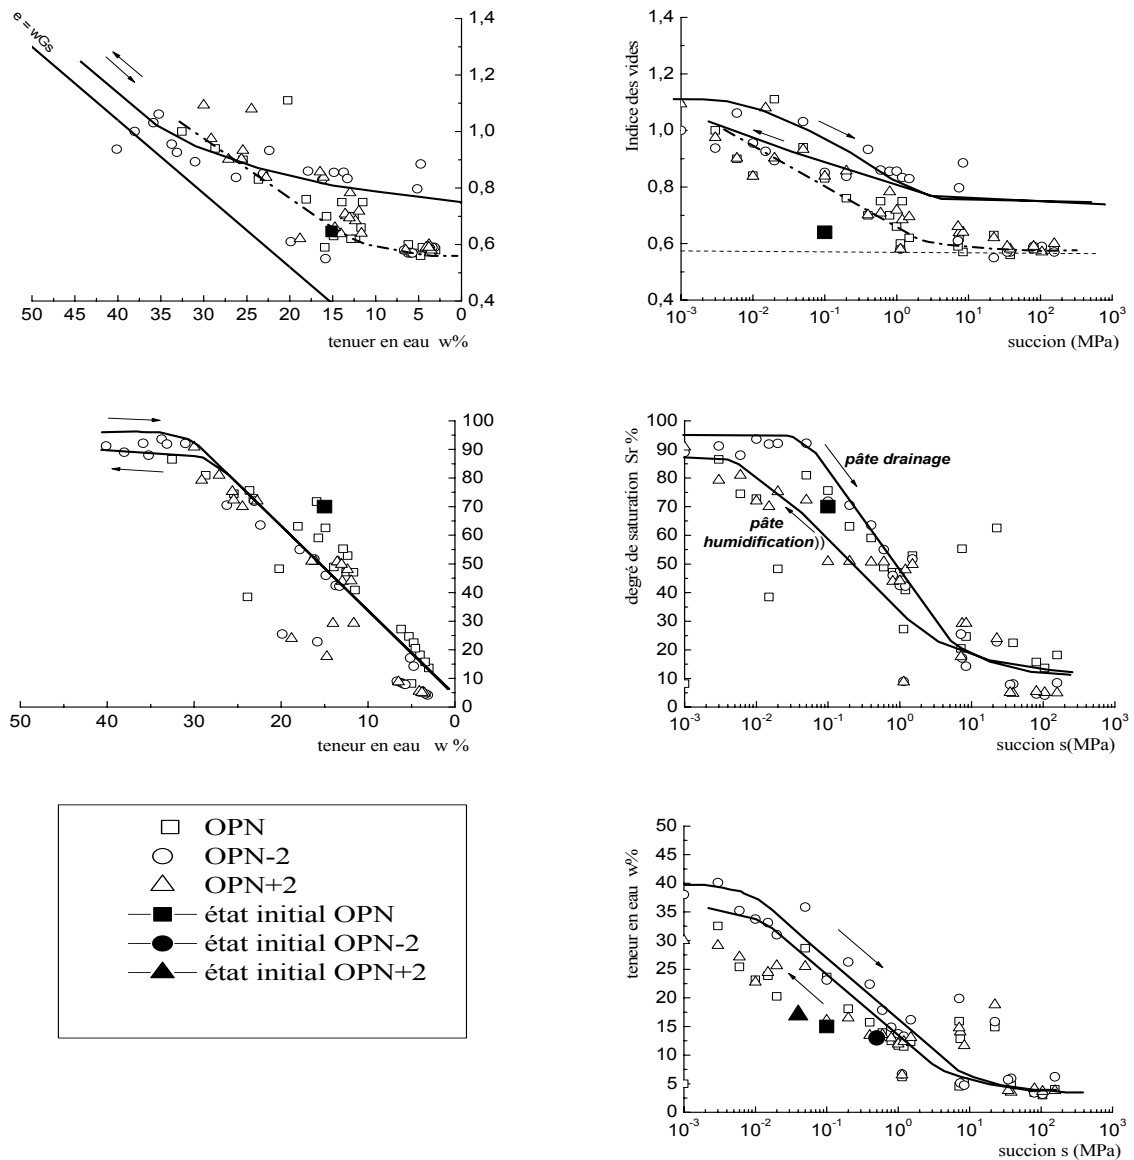 e = wGs
1,4
1,2
1,0
0,8
0,6
0,4
50 45 40 35 30 25 20 15 10 5 0
tenuer en eau w%
Indice des vides
1,4
1,2
1,0
0,8
0,6
0,4
10⁻³ 10⁻² 10⁻¹ 10⁰ 10¹ 10² 10³
succion (MPa)
100
90
80
70
60
50
40
30
20
10
0
50 40 30 20 10 0
teneur en eau w %
degré de saturation Sr %
100
90
80
70
60
50
40
30
20
10
0
pâte drainage
pâte
humidification))
10⁻³ 10⁻² 10⁻¹ 10⁰ 10¹ 10² 10³
succion s(MPa)
OPN
OPN-2
OPN+2
état initial OPN
état initial OPN-2
état initial OPN+2
teneur en eau w%
50
45
40
35
30
25
20
15
10
5
0
10⁻³ 10⁻² 10⁻¹ 10⁰ 10¹ 10² 10³
succion s (MPa)